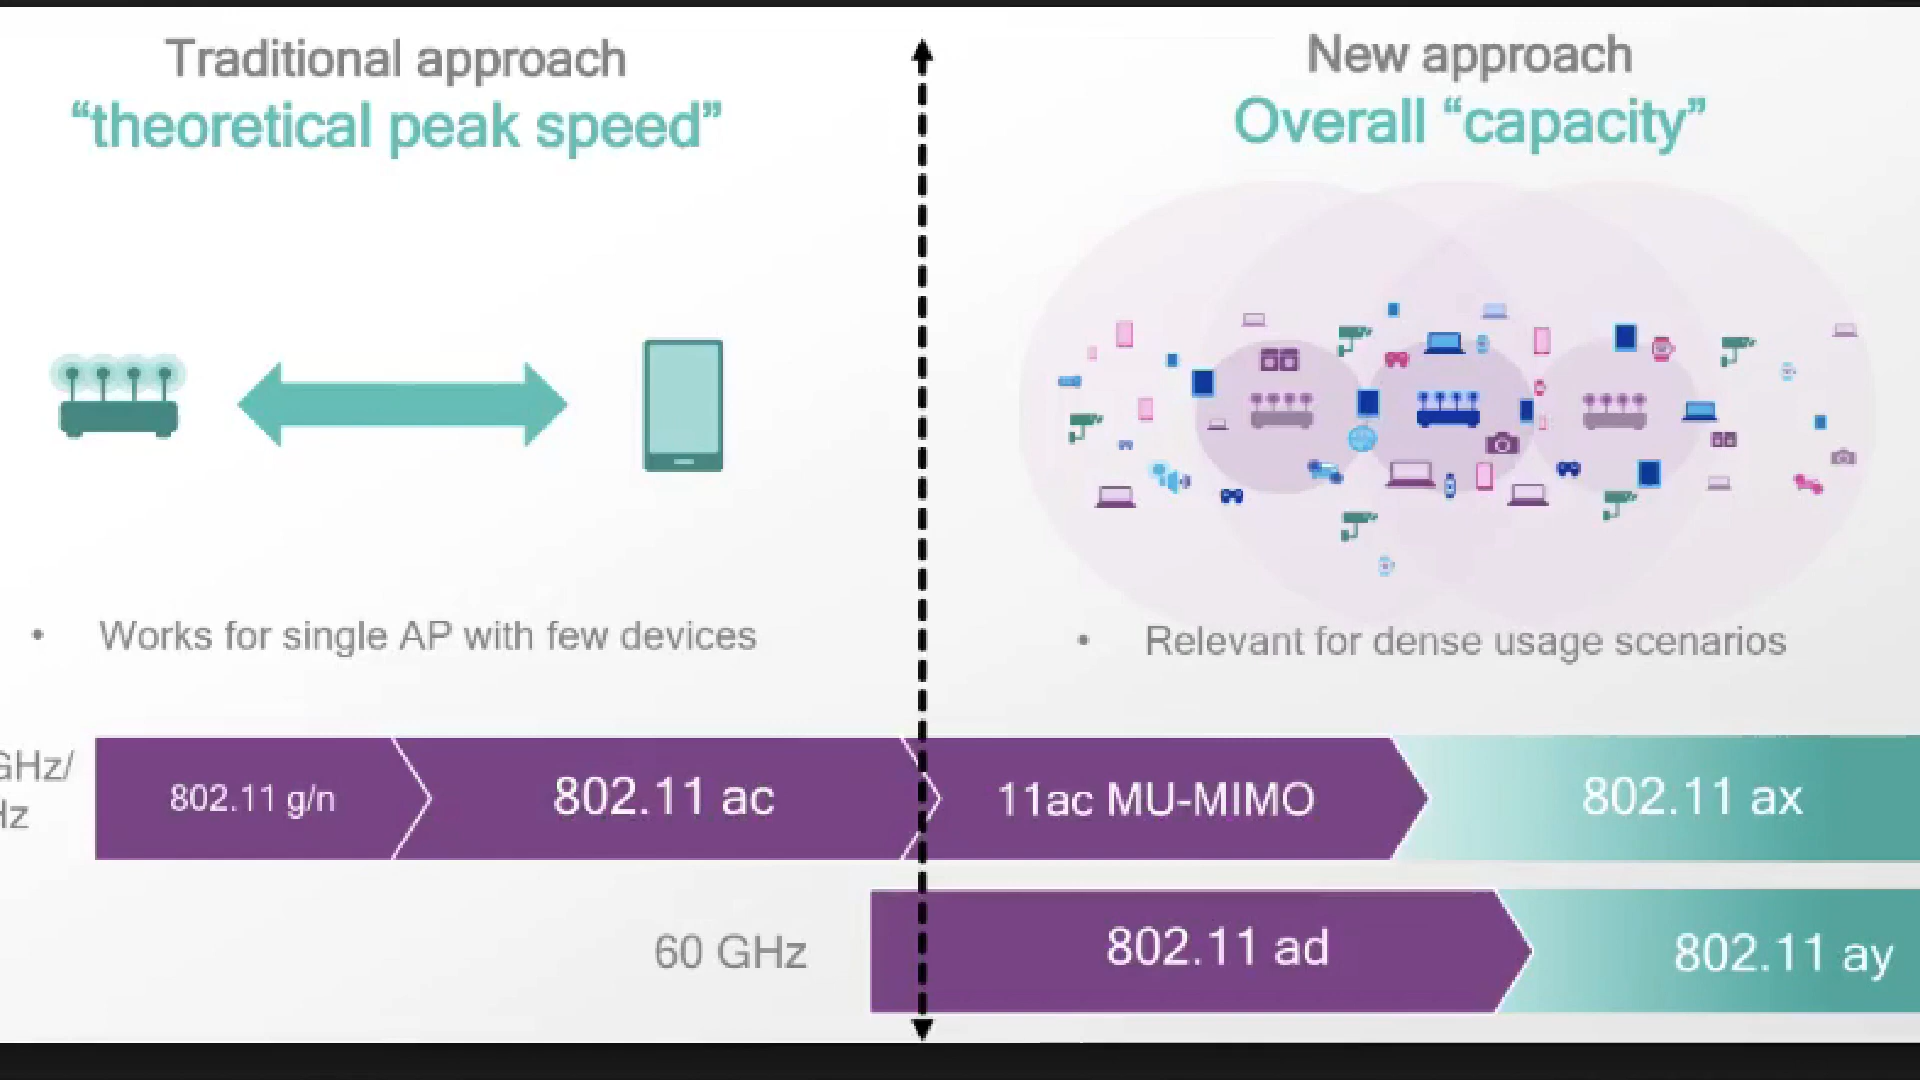 Traditional approach
“theoretical peak speed”
New approach
Overall “capacity”
• Works for single AP with few devices
• Relevant for dense usage scenarios
GHz/
Hz
802.11 g/n
802.11 ac
11ac MU-MIMO
802.11 ax
60 GHz
802.11 ad
802.11 ay